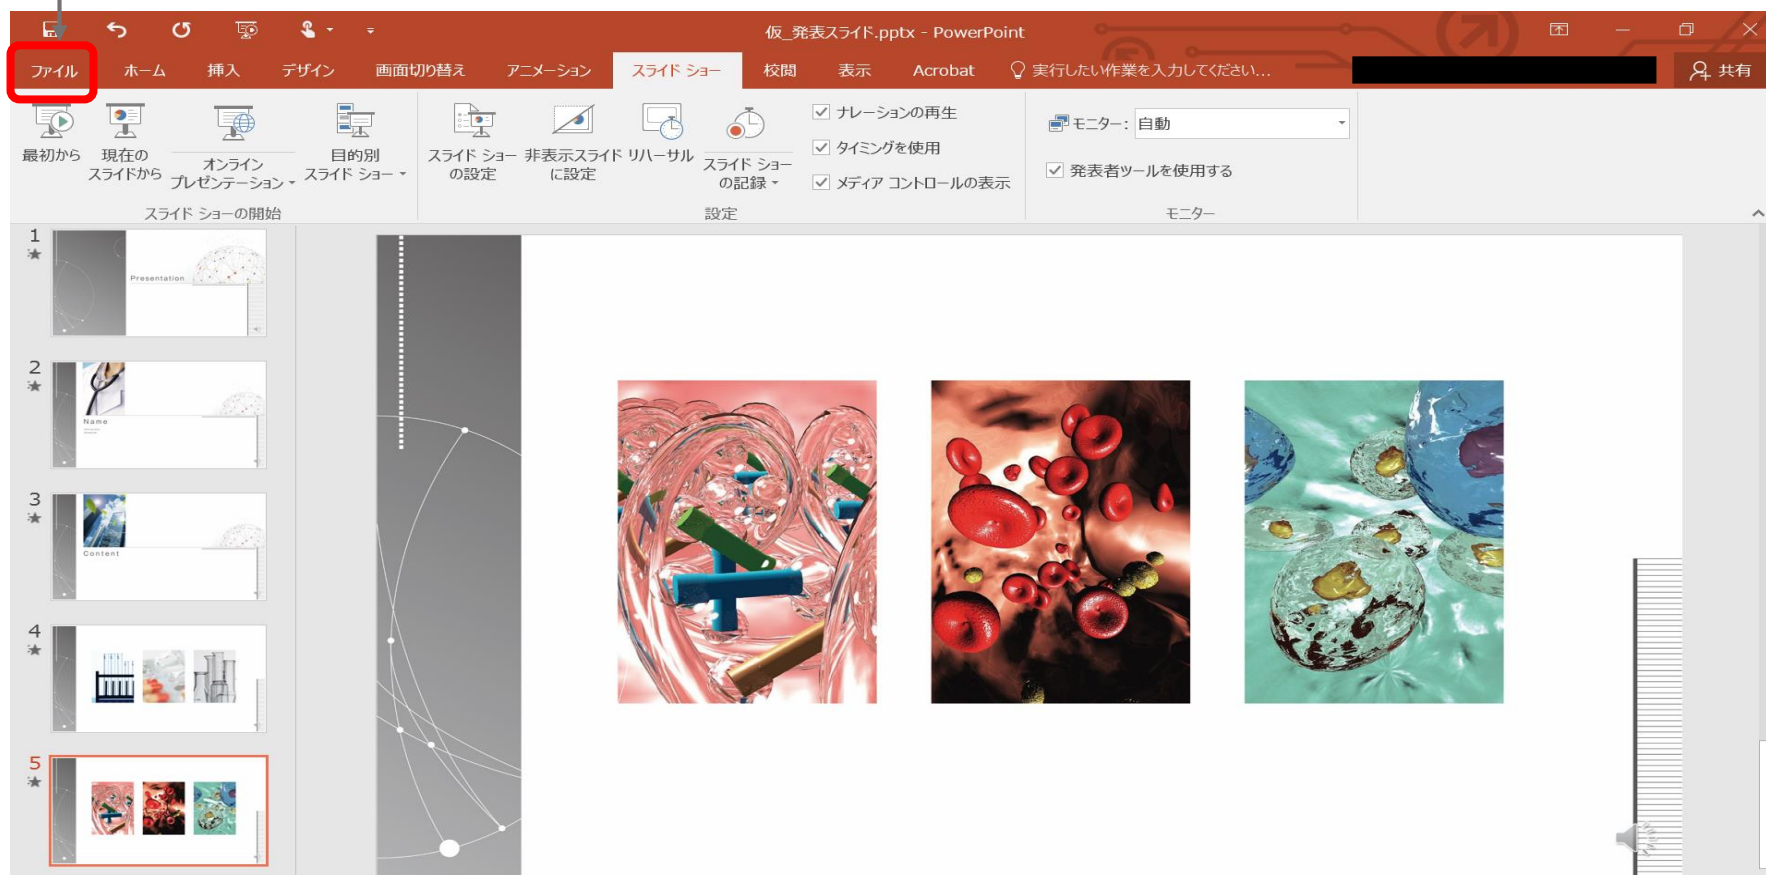 仮_発表スライド.pptx - PowerPoint
ファイル ホーム 挿入 デザイン 画面切り替え アニメーション スライド ショー 校閲 表示 Acrobat 実行したい作業を入力してください... 共有
最初から
現在の
スライドから
オンライン
プレゼンテーション
目的別
スライド ショー
スライド ショー
の設定
非表示スライド
に設定
リハーサル
スライド ショー
の記録
ナレーションの再生
タイミングを使用
メディア コントロールの表示
モニター: 自動
発表者ツールを使用する
スライド ショーの開始
設定
モニター
1
Presentation
2
Name
3
Content
4
5